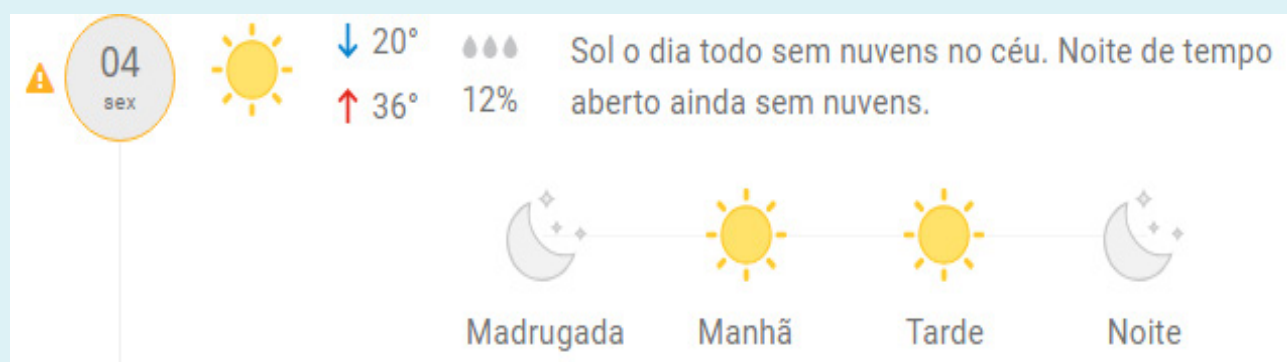 04
sex
20°
36°
12%
Sol o dia todo sem nuvens no céu. Noite de tempo
aberto ainda sem nuvens.
Madrugada
Manhã
Tarde
Noite